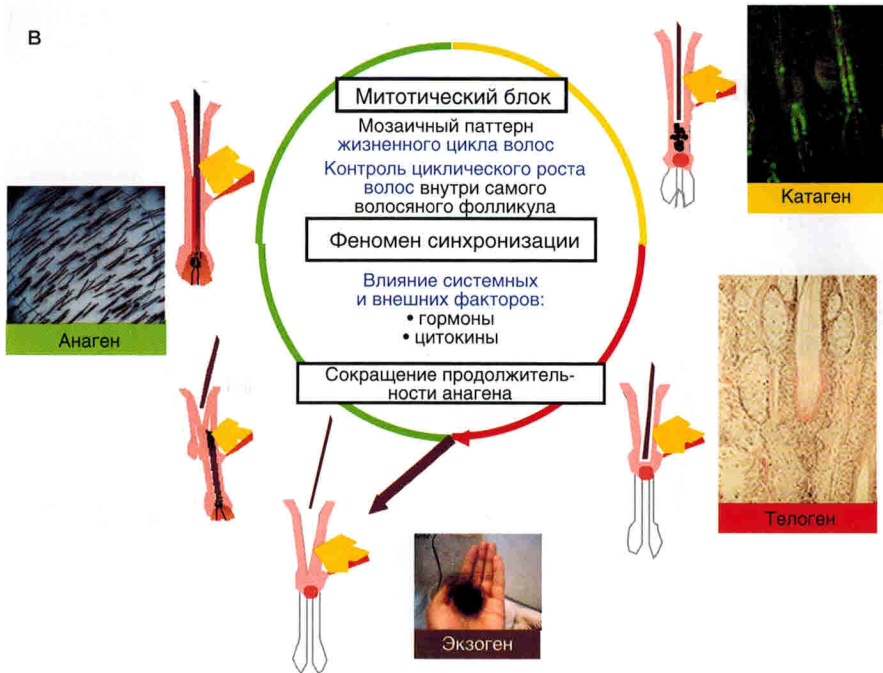 В
Митотический блок
Мозаичный паттерн
жизненного цикла волос
Контроль циклического роста
волос внутри самого
волосяного фолликула
Феномен синхронизации
Влияние системных
и внешних факторов:
• гормоны
• цитокины
Сокращение продолжитель-
ности анагена
Катаген
Анаген
Телоген
Экзоген